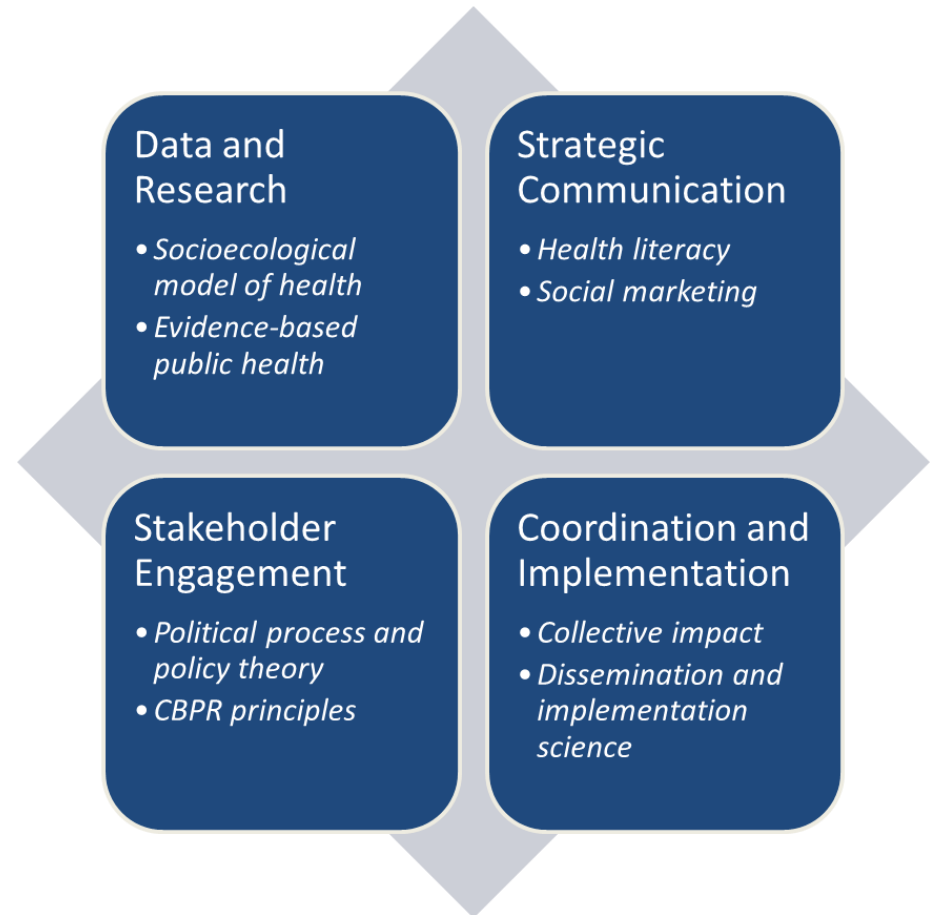 Data and
Research
• Socioecological
model of health
• Evidence-based
public health
Strategic
Communication
• Health literacy
• Social marketing
Stakeholder
Engagement
• Political process and
policy theory
• CBPR principles
Coordination and
Implementation
• Collective impact
• Dissemination and
implementation
science